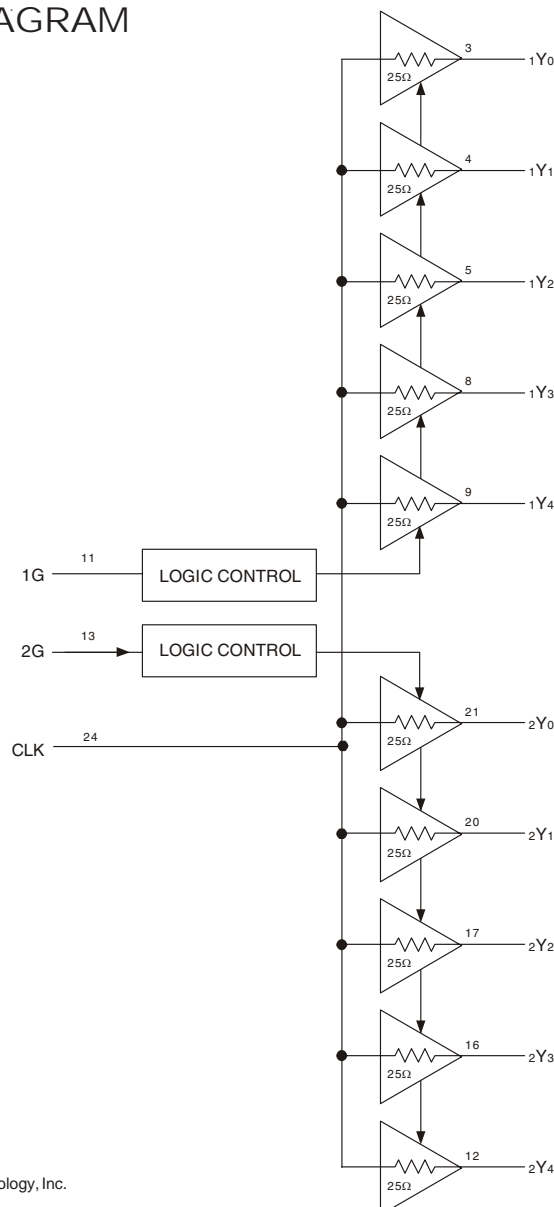 AGRAM
3
1Y0
25Ω
4
1Y1
25Ω
5
1Y2
25Ω
8
1Y3
25Ω
9
1Y4
25Ω
11
1G
LOGIC CONTROL
13
2G
LOGIC CONTROL
21
2Y0
25Ω
24
CLK
20
2Y1
25Ω
17
2Y2
25Ω
16
2Y3
25Ω
12
2Y4
25Ω
ology, Inc.